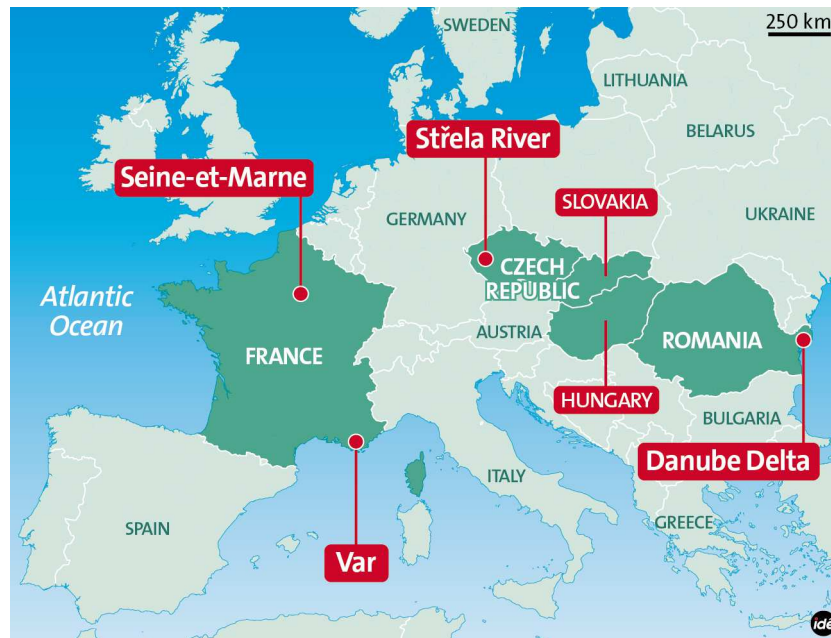 250 km
SWEDEN
LITHUANIA
BELARUS
Střela River
Seine-et-Marne
SLOVAKIA
GERMANY
UKRAINE
CZECH
REPUBLIC
Atlantic
Ocean
AUSTRIA
FRANCE
ROMANIA
HUNGARY
BULGARIA
Danube Delta
ITALY
SPAIN
GREECE
Var
idé